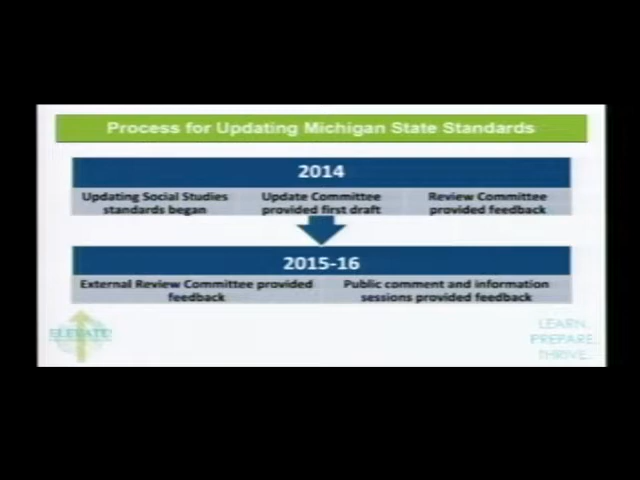 Process for Updating Michigan State Standards
2014
Updating Social Studies
standards began
Update Committee
provided first draft
Review Committee
provided feedback
2015-16
External Review Committee provided
feedback
Public comment and information
sessions provided feedback
ELEVATE!
LEARN.
PREPARE.
THRIVE.